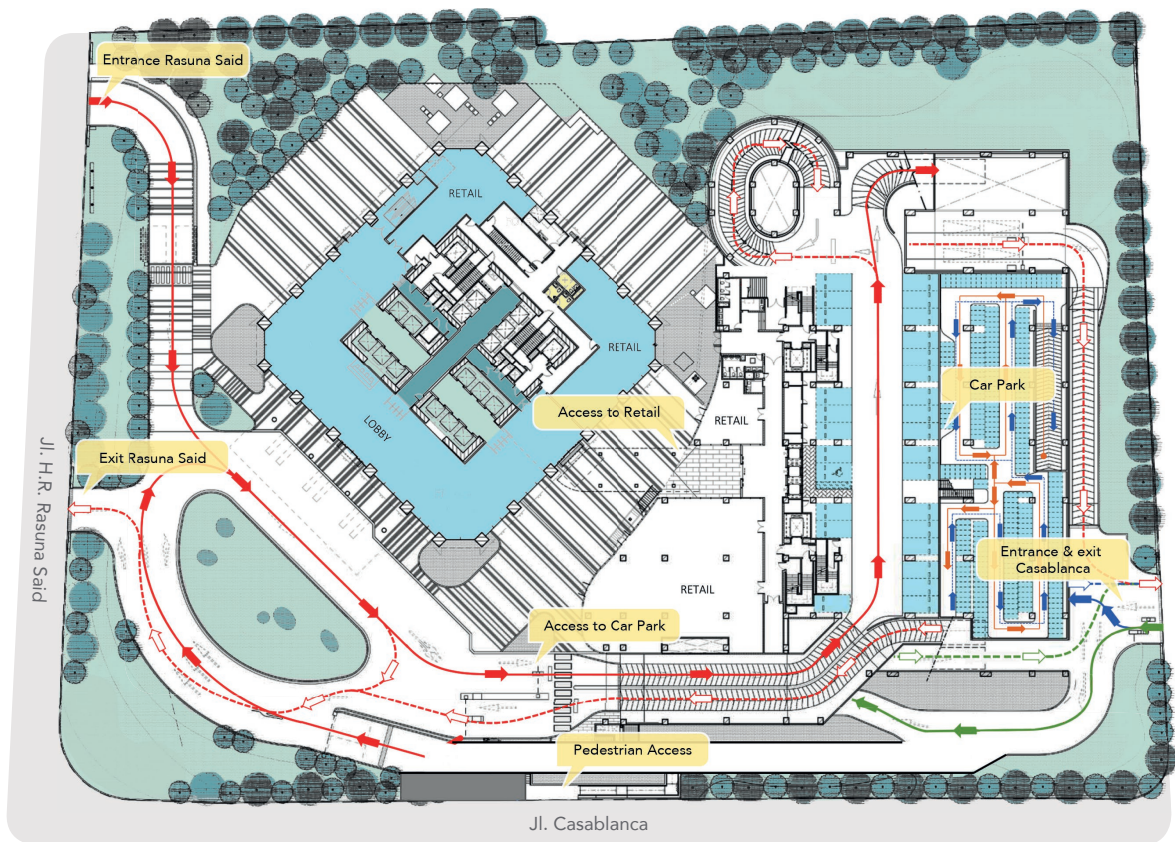 Entrance Rasuna Said
RETAIL
RETAIL
Car Park
Access to Retail
RETAIL
LOBBY
Jl. H.R. Rasuna Said
Exit Rasuna Said
Entrance & exit
Casablanca
RETAIL
Access to Car Park
Pedestrian Access
Jl. Casablanca